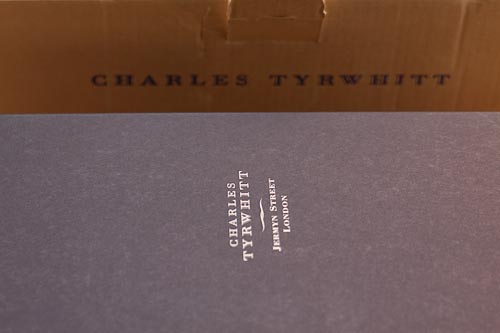 CHARLES TYRWHITT
CHARLES
TYRWHITT
JERMYN STREET
LONDON